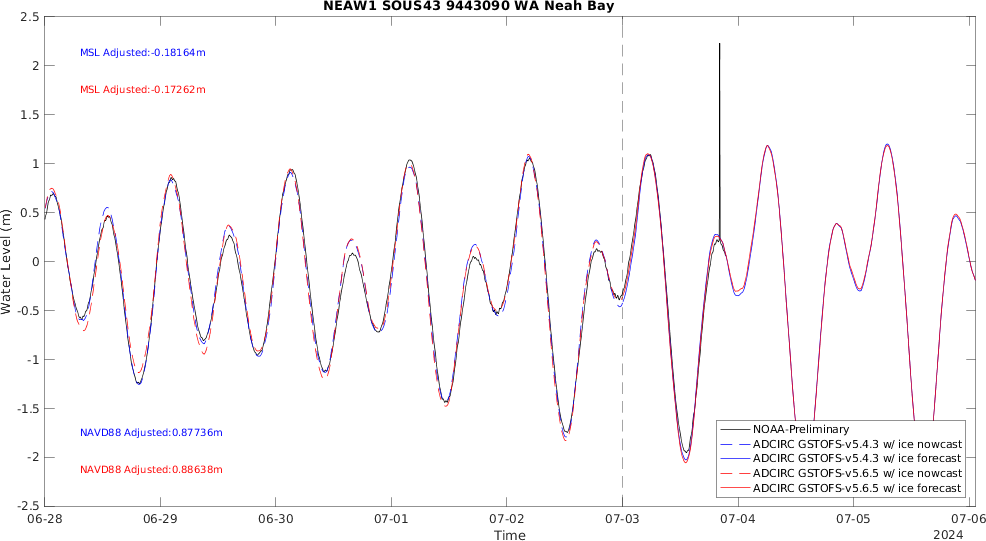 NEAW1 SOUS43 9443090 WA Neah Bay
2.5
2
1.5
1
0.5
0
-0.5
-1
-1.5
-2
-2.5
Water Level (m)
MSL Adjusted:-0.18164m
MSL Adjusted:-0.17262m
NAVD88 Adjusted:0.87736m
NAVD88 Adjusted:0.88638m
NOAA-Preliminary
ADCIRC GSTOFS-v5.4.3 w/ ice nowcast
ADCIRC GSTOFS-v5.4.3 w/ ice forecast
ADCIRC GSTOFS-v5.6.5 w/ ice nowcast
ADCIRC GSTOFS-v5.6.5 w/ ice forecast
06-28 06-29 06-30 07-01 07-02 07-03 07-04 07-05 07-06
Time
2024